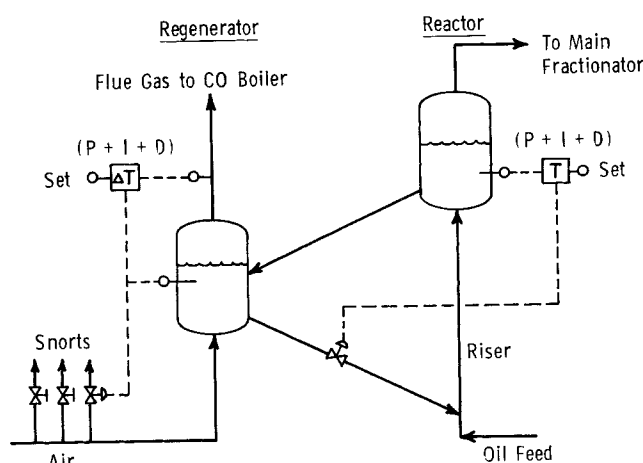 Regenerator
Reactor
To Main
Fractionator
Flue Gas to CO Boiler
(P + I + D)
Set
ΔT
(P + I + D)
T
Set
Snorts
Riser
Air
Oil Feed